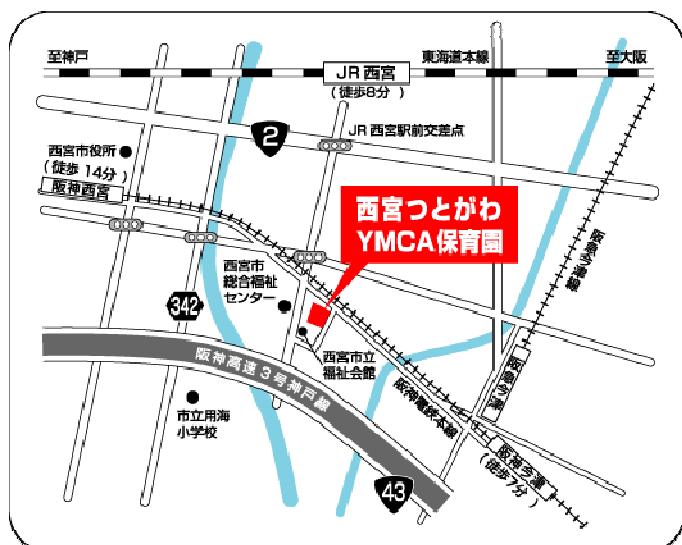 至神戸
東海道本線
至大阪
JR西宮
(徒歩8分)
2
JR西宮駅前交差点
西宮市役所
(徒歩14分)
阪神西宮
西宮つとがわ
YMCA保育園
阪急今津線
西宮市
総合福祉
センター
342
西宮市立
福祉会館
阪神高速3号神戸線
阪急今津
阪神電鉄本線
市立用海
小学校
阪神今津
(徒歩7分)
43